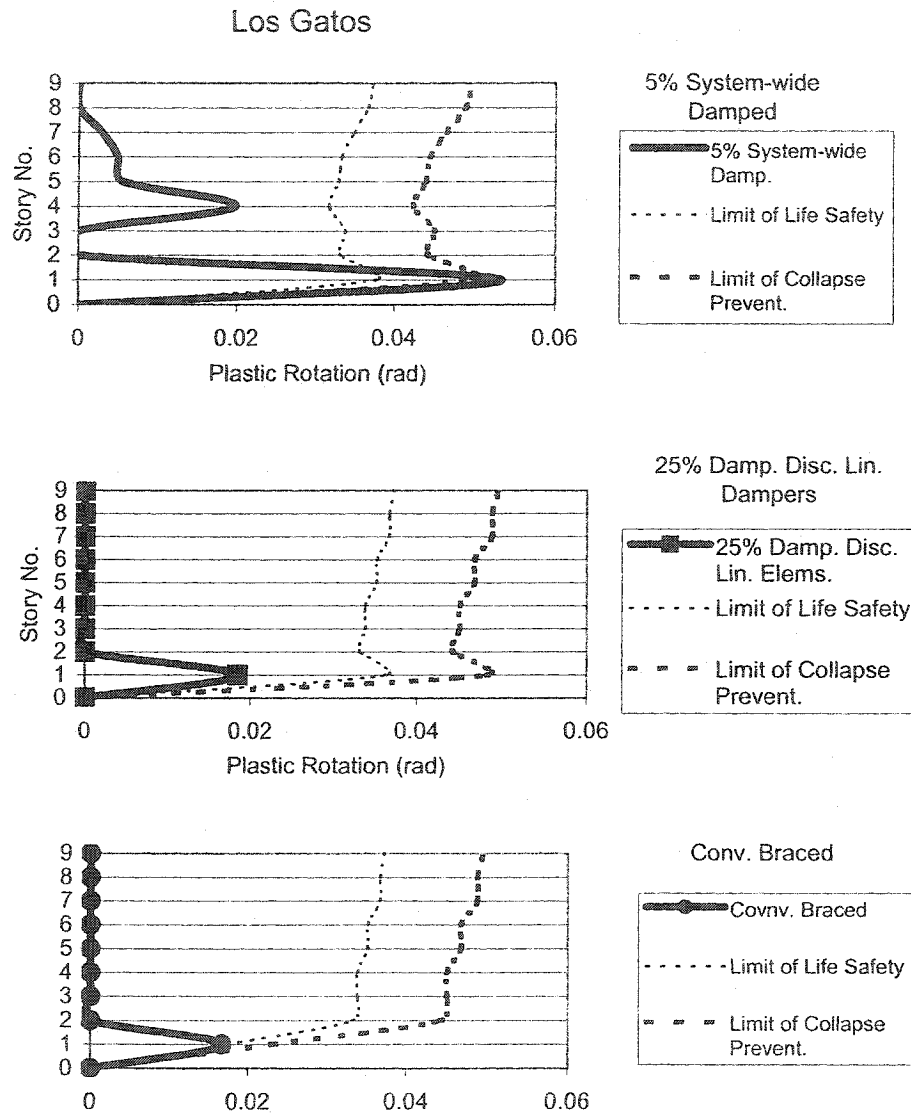 Los Gatos
5% System-wide
Damped
Story No.
9
8
7
6
5
4
3
2
1
0
0
0.02
0.04
0.06
Plastic Rotation (rad)
5% System-wide
Damp.
Limit of Life Safety
Limit of Collapse
Prevent.
25% Damp. Disc. Lin.
Dampers
Story No.
9
8
7
6
5
4
3
2
1
0
0
0.02
0.04
0.06
Plastic Rotation (rad)
25% Damp. Disc.
Lin. Elems.
Limit of Life Safety
Limit of Collapse
Prevent.
Conv. Braced
9
8
7
6
5
4
3
2
1
0
0
0.02
0.04
0.06
Covnv. Braced
Limit of Life Safety
Limit of Collapse
Prevent.